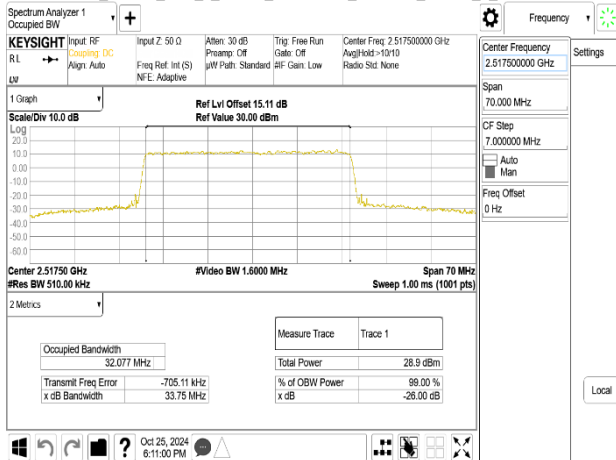 Spectrum Analyzer 1
Occupied BW
Frequency
KEYSIGHT
RL
Input: RF
Coupling: DC
Align: Auto
Input Z: 50 Ω
Freq Ref: Int (S)
NFE: Adaptive
Atten: 30 dB
Preamp: Off
µW Path: Standard
Trig: Free Run
Gate: Off
#IF Gain: Low
Center Freq: 2.517500000 GHz
Avg|Hold:>10/10
Radio Std: None
Center Frequency
2.517500000 GHz
Settings
Span
70.000 MHz
CF Step
7.000000 MHz
Auto
Man
Freq Offset
0 Hz
Local
1 Graph
Scale/Div 10.0 dB
Ref Lvl Offset 15.11 dB
Ref Value 30.00 dBm
Log
20.0
10.0
0.00
-10.0
-20.0
-30.0
-40.0
-50.0
-60.0
Center 2.51750 GHz
#Video BW 1.6000 MHz
Span 70 MHz
#Res BW 510.00 kHz
Sweep 1.00 ms (1001 pts)
2 Metrics
Measure Trace
Trace 1
Occupied Bandwidth
32.077 MHz
Total Power
28.9 dBm
Transmit Freq Error
-705.11 kHz
% of OBW Power
99.00 %
x dB Bandwidth
33.75 MHz
x dB
-26.00 dB
?
Oct 25, 2024
6:11:00 PM